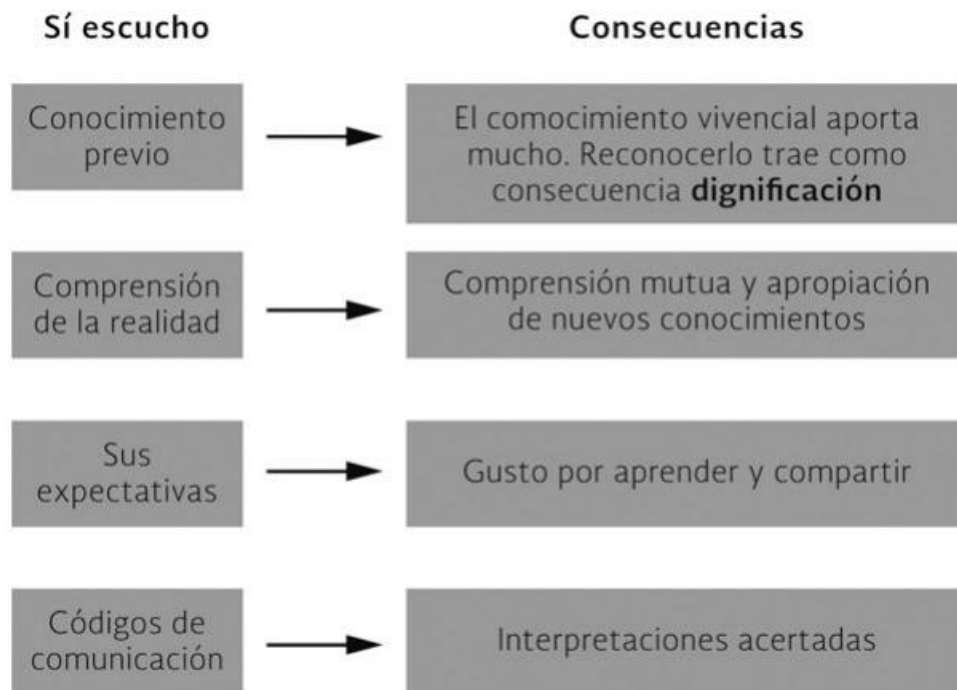 Sí escucho
Consecuencias
Conocimiento
previo
El comocimiento vivencial aporta
mucho. Reconocerlo trae como
consecuencia dignificación
Comprensión
de la realidad
Comprensión mutua y apropiación
de nuevos conocimientos
Sus
expectativas
Gusto por aprender y compartir
Códigos de
comunicación
Interpretaciones acertadas